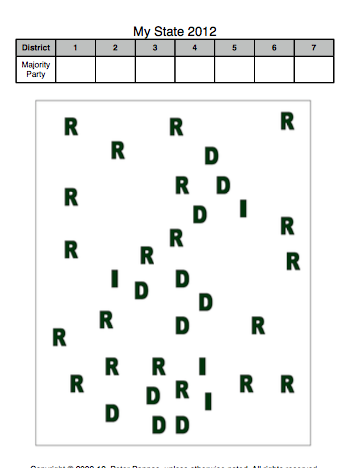 My State 2012
District 1 2 3 4 5 6 7
Majority
Party
R R R
R D
R R D
D I
R R
R R R
I D D
D
R D R
R
R R I
R D R I R R
D D D